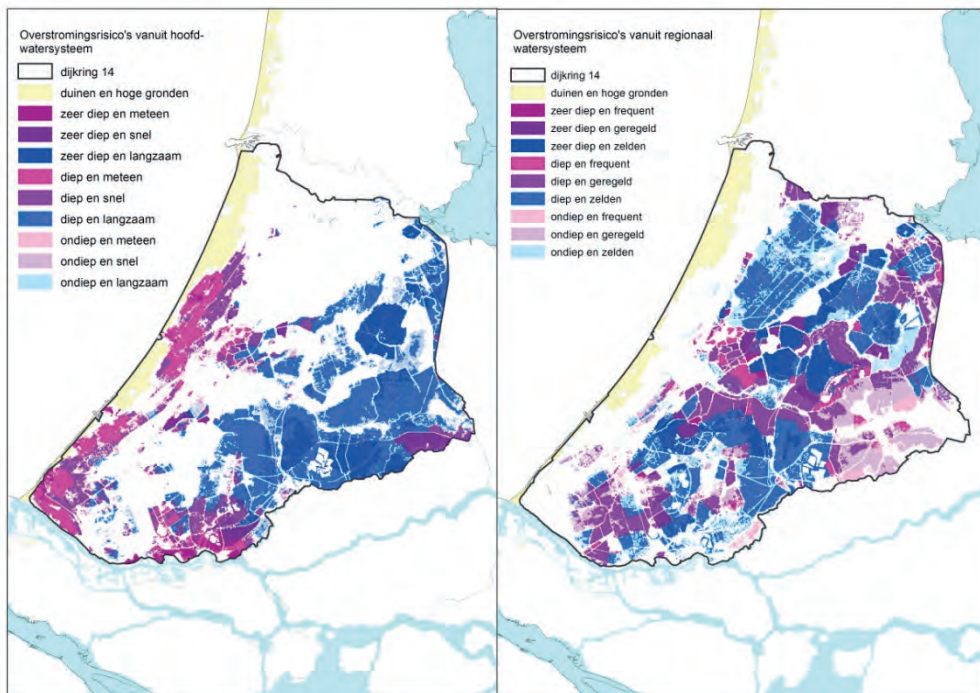 Overstromingsrisico's vanuit hoofd-
watersysteem
dijkring 14
duinen en hoge gronden
zeer diep en meteen
zeer diep en snel
zeer diep en langzaam
diep en meteen
diep en snel
diep en langzaam
ondiep en meteen
ondiep en snel
ondiep en langzaam
Overstromingsrisico's vanuit regionaal
watersysteem
dijkring 14
duinen en hoge gronden
zeer diep en frequent
zeer diep en geregeld
zeer diep en zelden
diep en frequent
diep en geregeld
diep en zelden
ondiep en frequent
ondiep en geregeld
ondiep en zelden